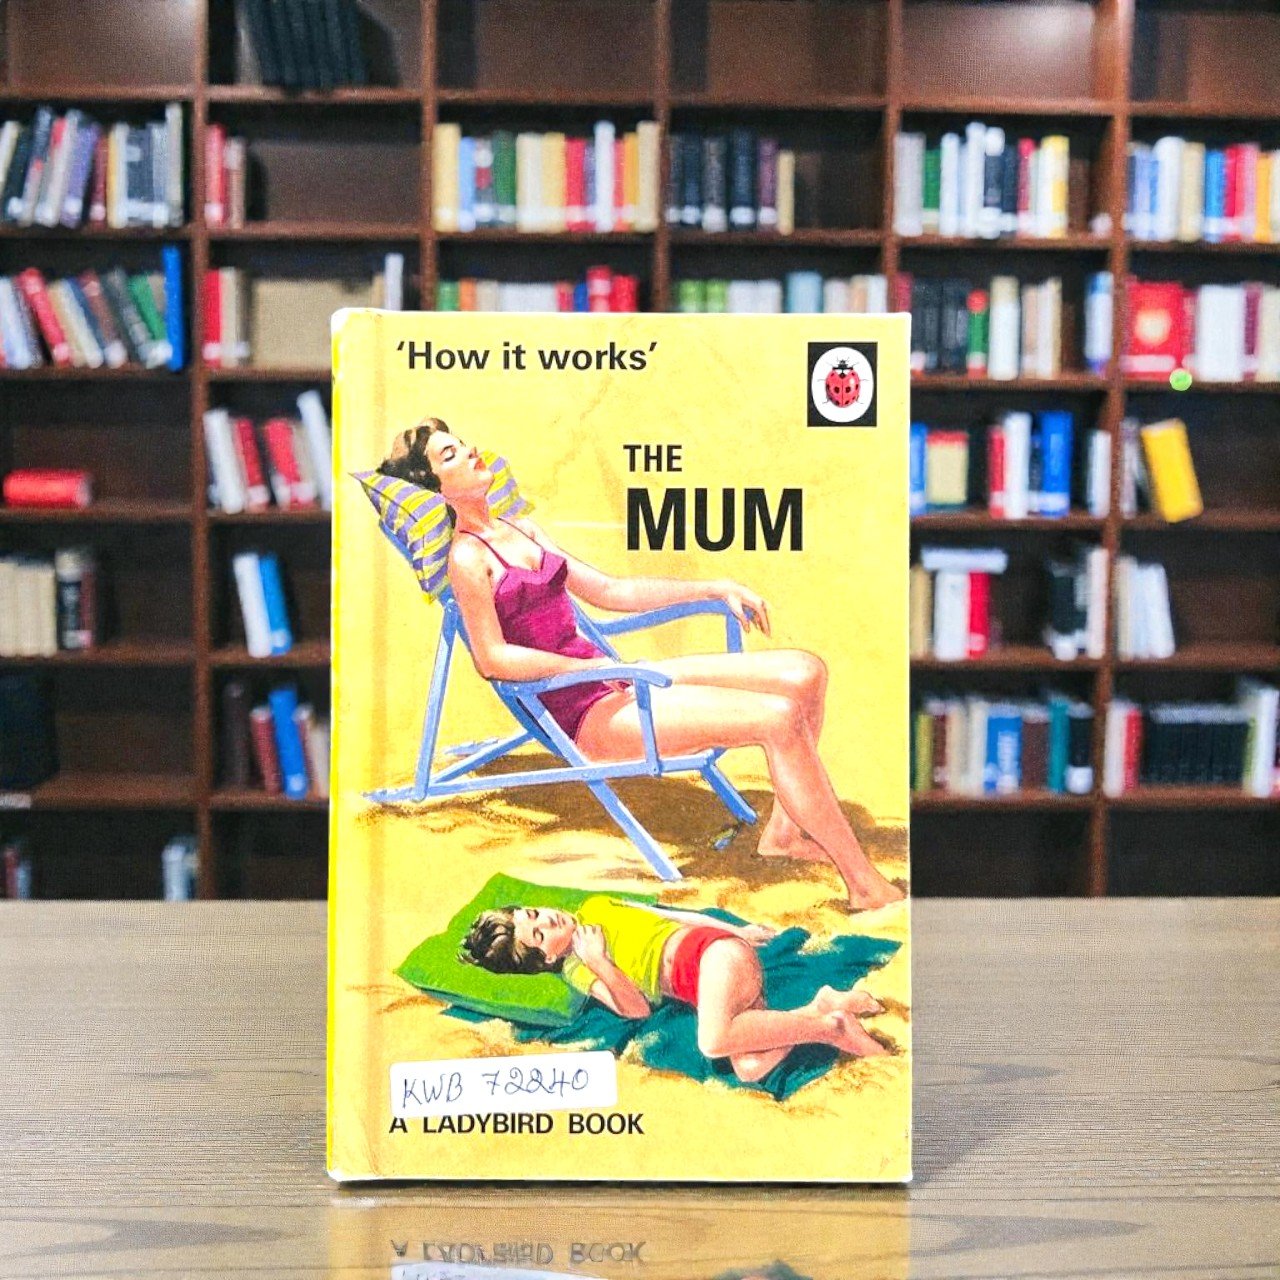 ‘How it works’
THE
MUM
KWB 72240
A LADYBIRD BOOK